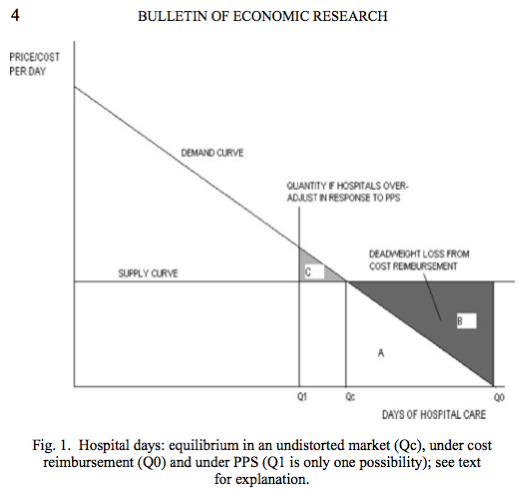 4
BULLETIN OF ECONOMIC RESEARCH
PRICE/COST
PER DAY
DEMAND CURVE
QUANTITY IF HOSPITALS OVER-
ADJUST IN RESPONSE TO PPS
DEADWEIGHT LOSS FROM
COST REIMBURSEMENT
SUPPLY CURVE
C
B
A
Q1
Qc
Q0
DAYS OF HOSPITAL CARE
Fig. 1. Hospital days: equilibrium in an undistorted market (Qc), under cost
reimbursement (Q0) and under PPS (Q1 is only one possibility); see text
for explanation.